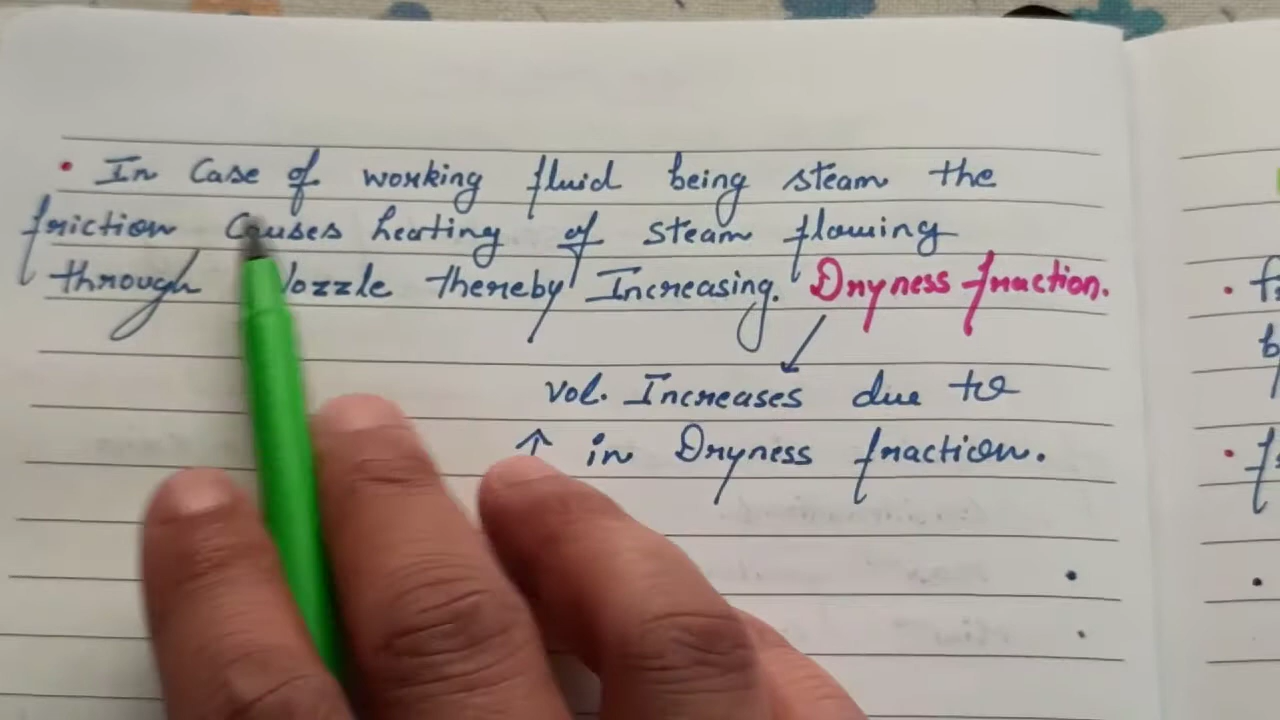 • In Case of working fluid being steam the
friction Causes heating of steam flowing
through Nozzle thereby Increasing. Dryness fraction.
vol. Increases due to
↑ in Dryness fraction.